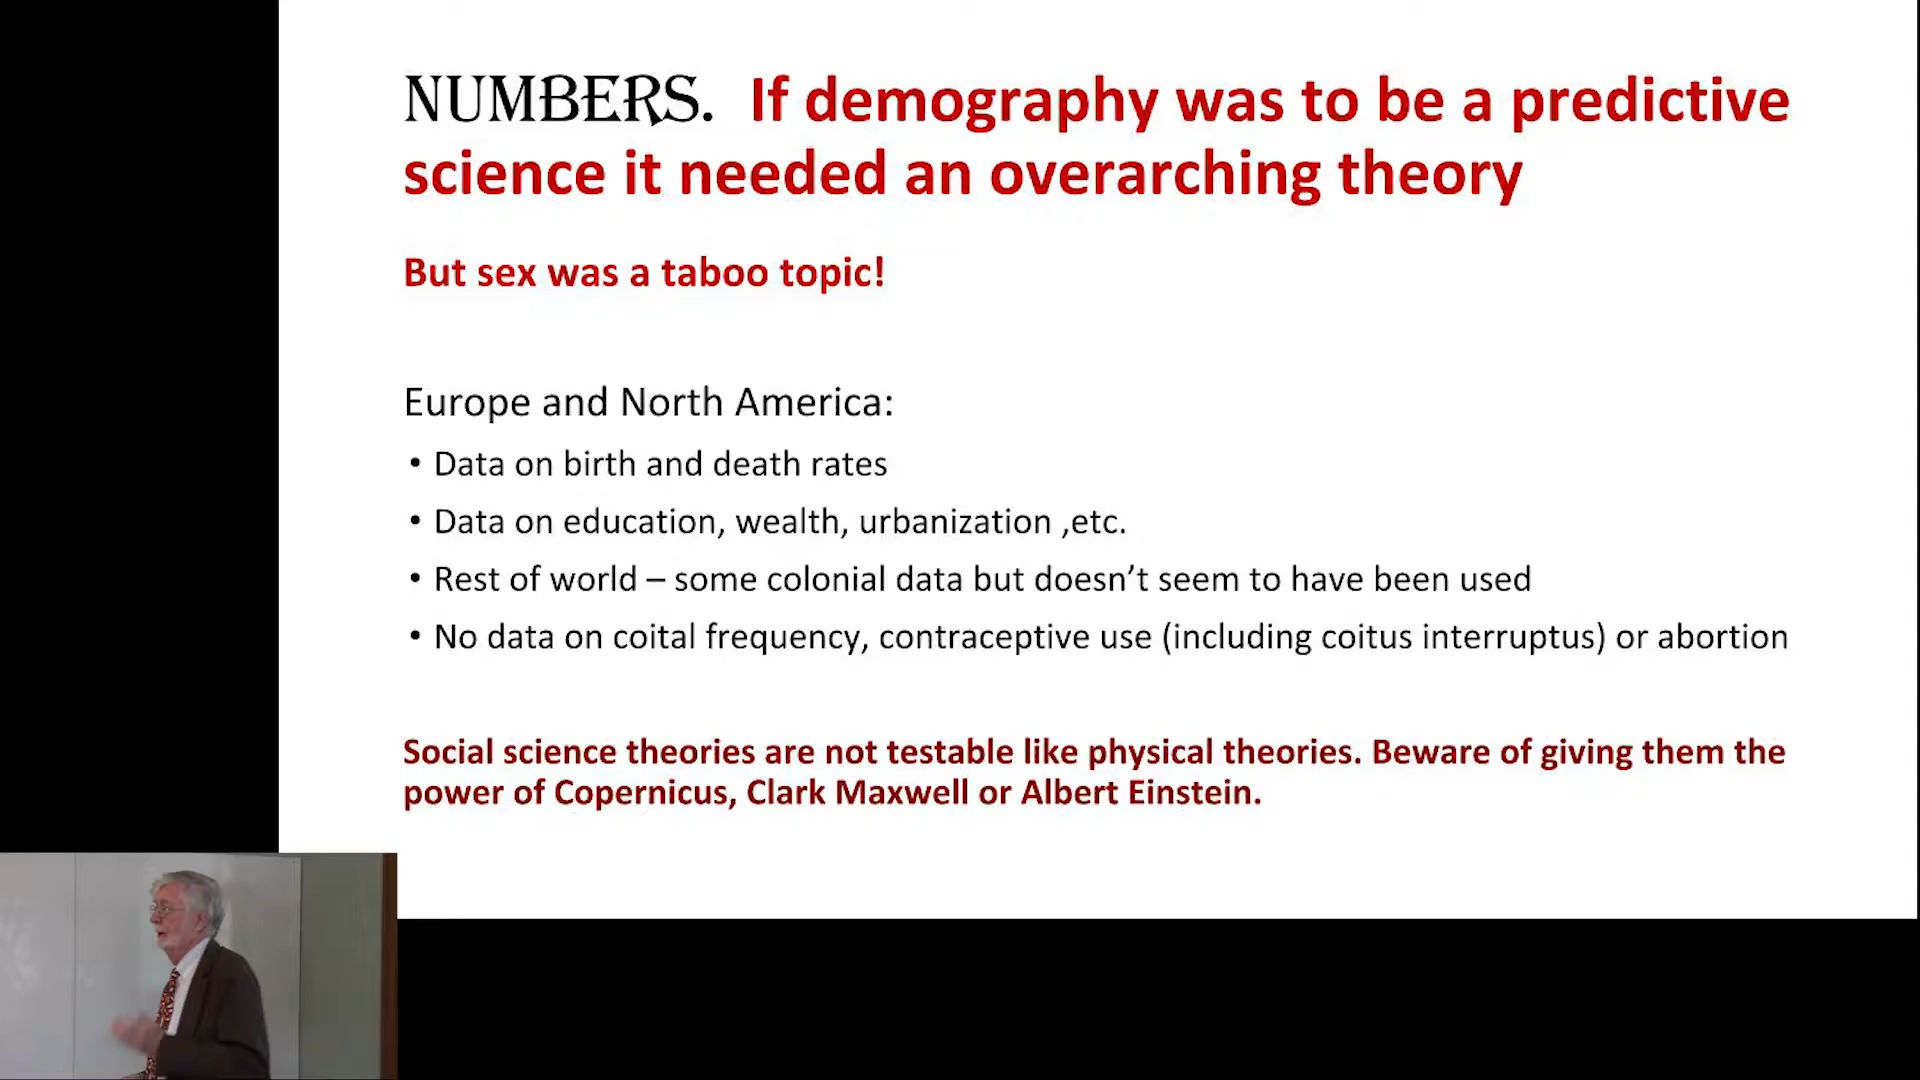 NUMBERS. If demography was to be a predictive
science it needed an overarching theory
But sex was a taboo topic!
Europe and North America:
• Data on birth and death rates
• Data on education, wealth, urbanization ,etc.
• Rest of world – some colonial data but doesn’t seem to have been used
• No data on coital frequency, contraceptive use (including coitus interruptus) or abortion
Social science theories are not testable like physical theories. Beware of giving them the
power of Copernicus, Clark Maxwell or Albert Einstein.